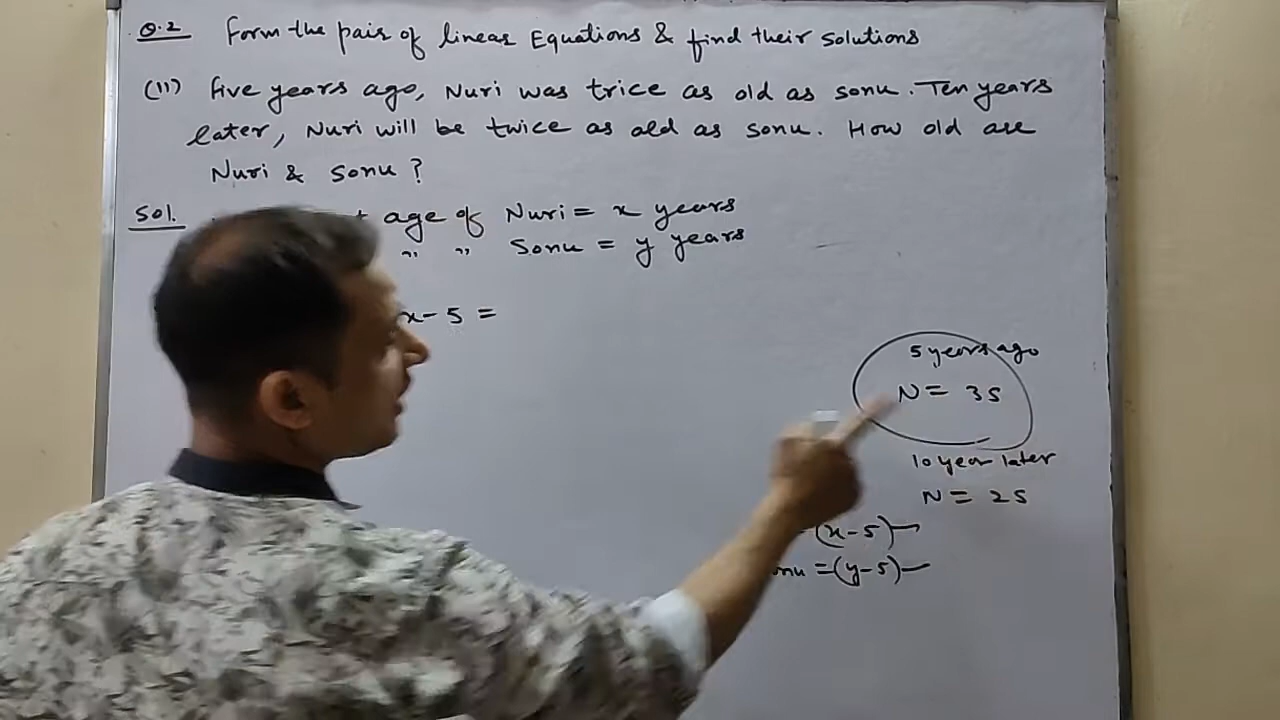 Q.2 Form the pair of linear Equations & find their solutions
(11) Five years ago, Nuri was trice as old as sonu. Ten years
later, Nuri will be twice as old as sonu. How old are
Nuri & Sonu?
Sol. age of Nuri = x years
" " Sonu = y years
x - 5 =
5 years ago
N = 3S
10 year later
N = 2S
(x-5)
= (y-5)